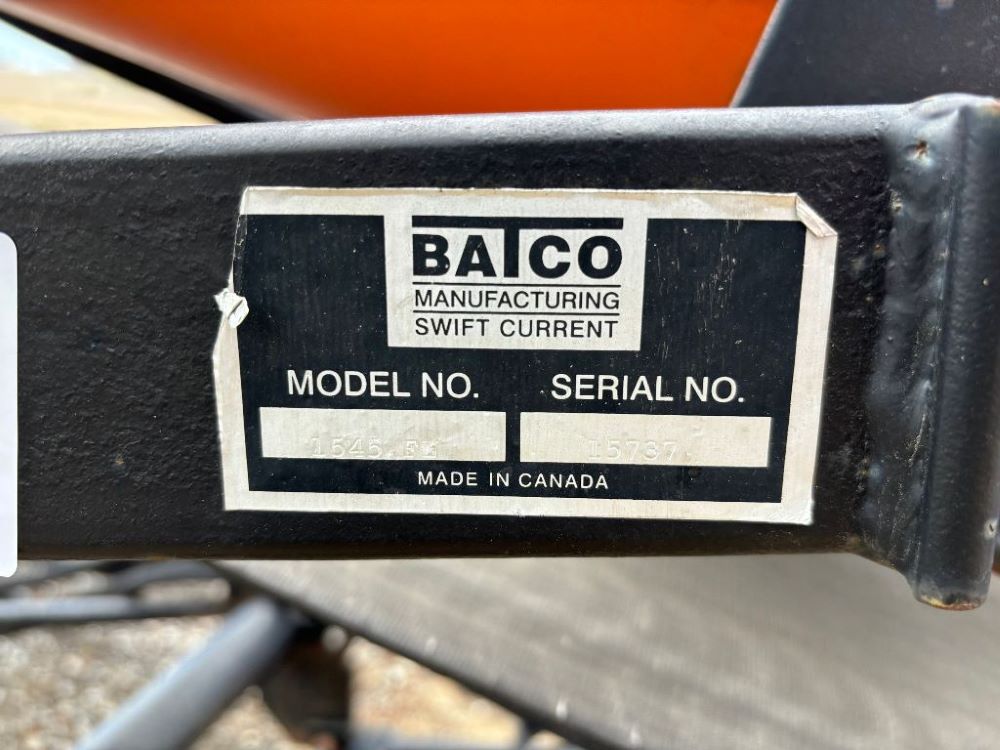 BATCO
MANUFACTURING
SWIFT CURRENT
MODEL NO. SERIAL NO.
15737
MADE IN CANADA